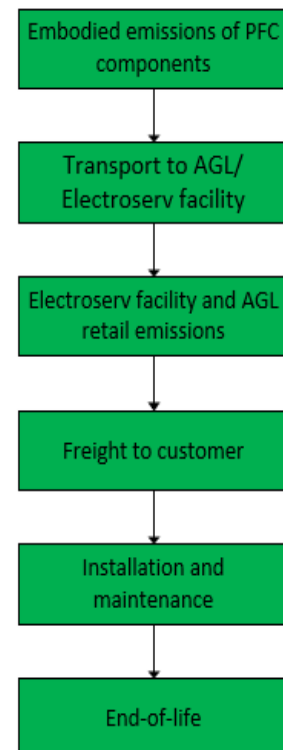 Embodied emissions of PFC
components
Transport to AGL/
Electroserv facility
Electroserv facility and AGL
retail emissions
Freight to customer
Installation and
maintenance
End-of-life